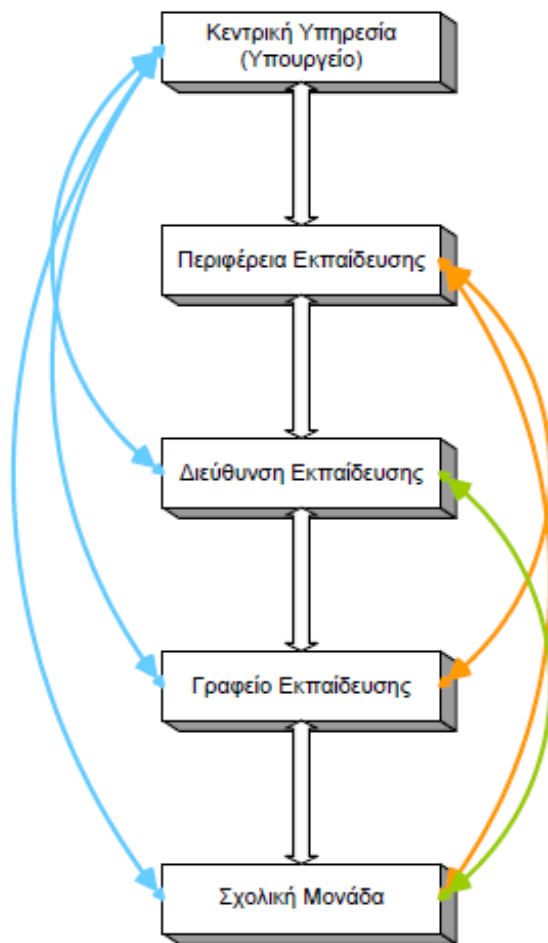 Κεντρική Υπηρεσία
(Υπουργείο)
Περιφέρεια Εκπαίδευσης
Διεύθυνση Εκπαίδευσης
Γραφείο Εκπαίδευσης
Σχολική Μονάδα